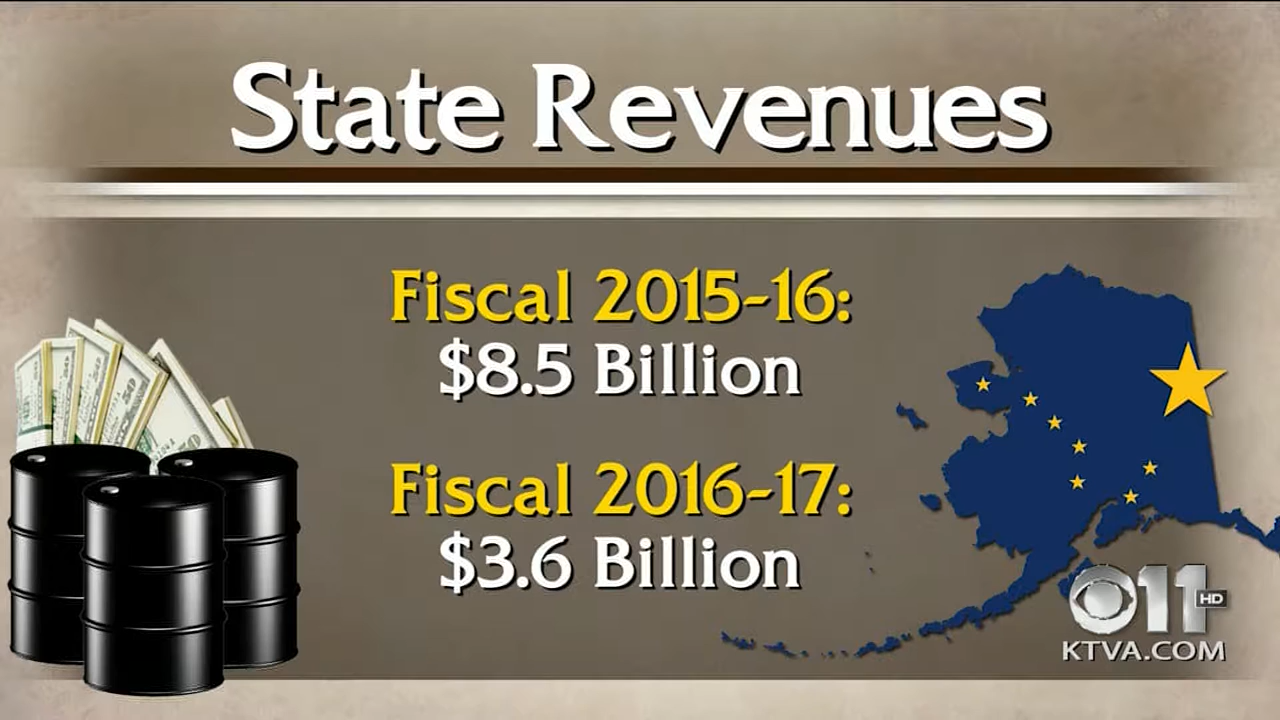 State Revenues
Fiscal 2015-16:
$8.5 Billion
Fiscal 2016-17:
$3.6 Billion
11 HD
KTVA.COM